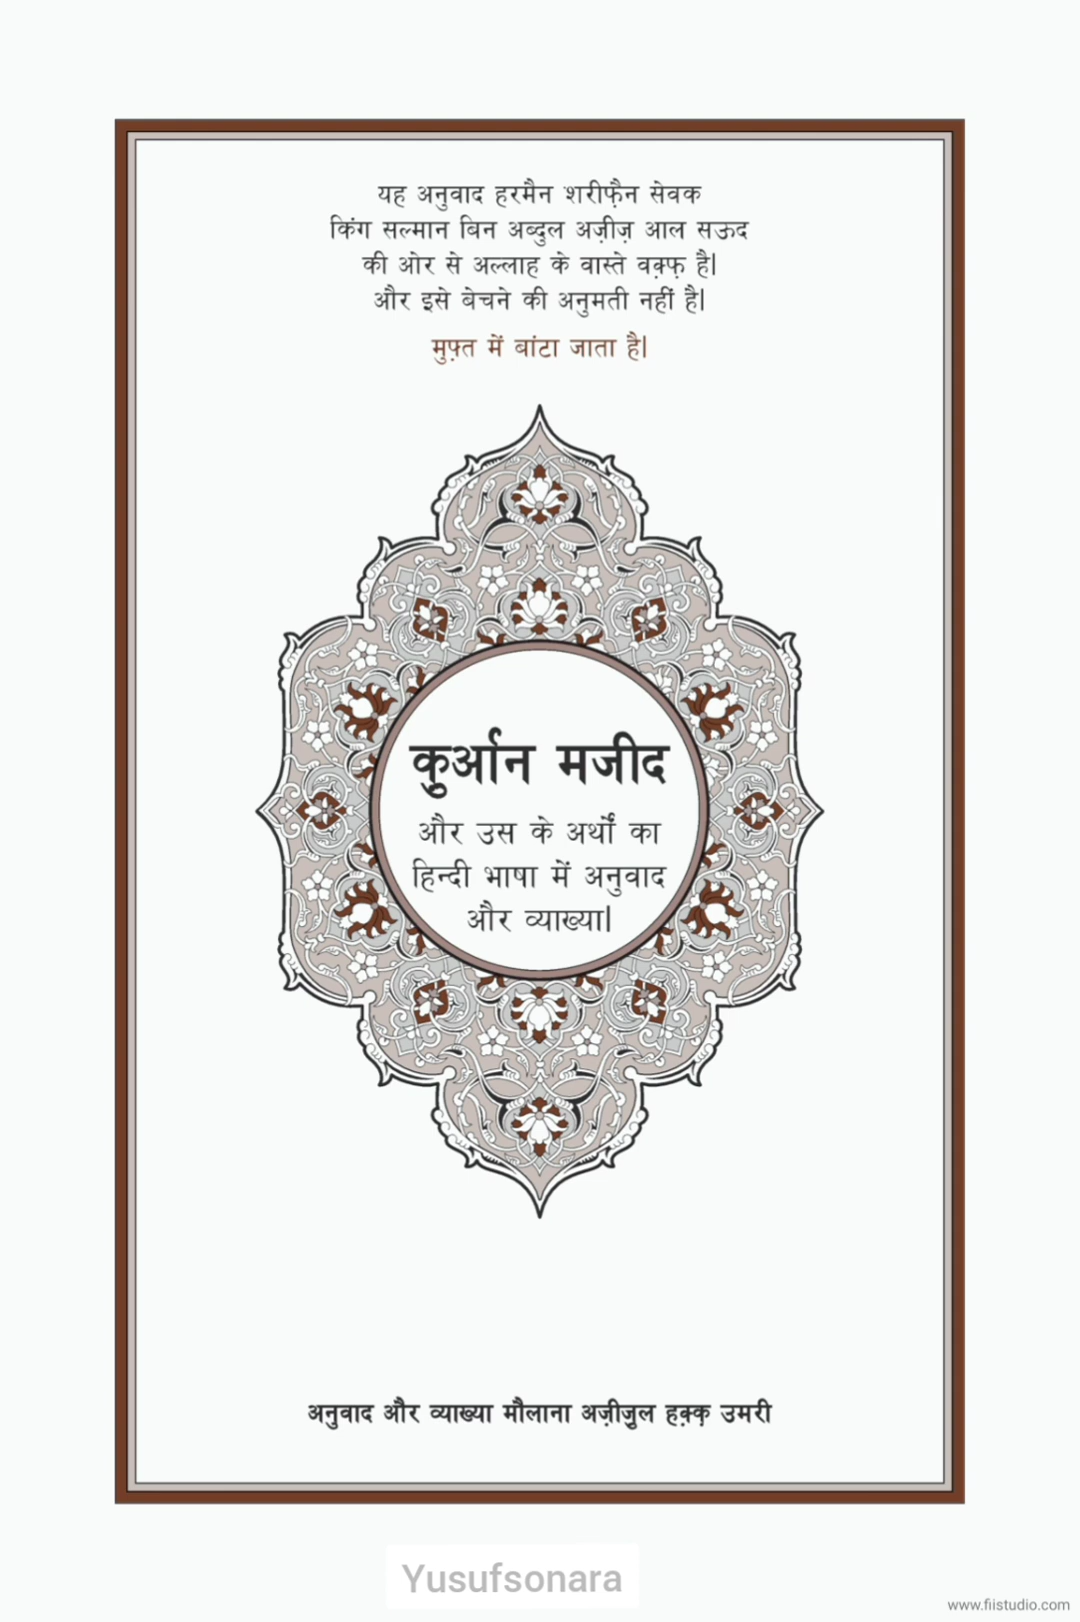 यह अनुवाद हरमैन शरीफ़ैन सेवक
किंग सल्मान बिन अब्दुल अज़ीज़ आल सऊद
की ओर से अल्लाह के वास्ते वक़्फ़ है|
और इसे बेचने की अनुमती नहीं है|
मुफ़्त में बांटा जाता है|
कुर्आन मजीद
और उस के अर्थों का
हिन्दी भाषा में अनुवाद
और व्याख्या|
अनुवाद और व्याख्या मौलाना अज़ीज़ुल हक़्क़ उमरी
Yusufsonara
www.fiistudio.com